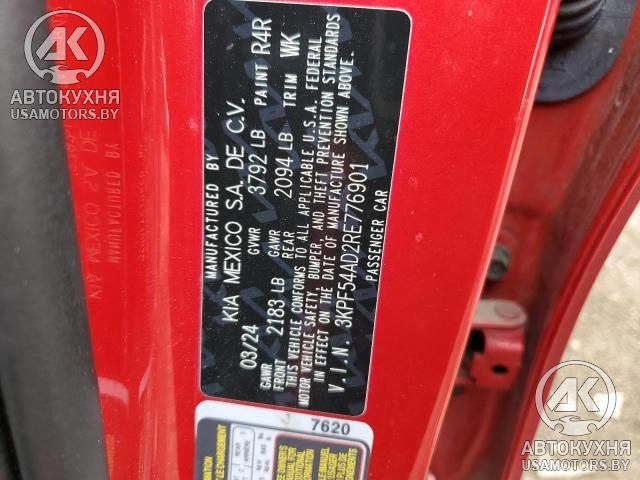 MANUFACTURED BY
KIA MEXICO S.A. DE C.V.
03/24 GVWR 3792 LB PAINT R4R
GAWR FRONT 2183 LB GAWR REAR 2094 LB TRIM WK
THIS VEHICLE CONFORMS TO ALL APPLICABLE U.S.A. FEDERAL
MOTOR VEHICLE SAFETY, BUMPER, AND THEFT PREVENTION STANDARDS
IN EFFECT ON THE DATE OF MANUFACTURE SHOWN ABOVE.
V.I.N. 3KPF54AD2RE776901
PASSENGER CAR
7620
AK
АВТОКУХНЯ
USAMOTORS.BY
AK
АВТОКУХНЯ
USAMOTORS.BY